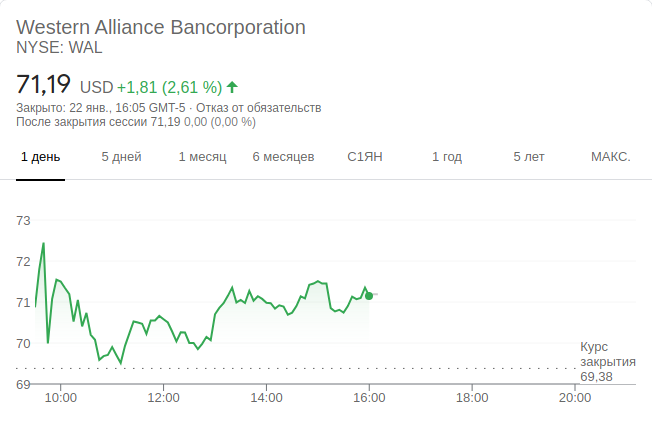 Western Alliance Bancorporation
NYSE: WAL
71,19 USD +1,81 (2,61 %)
Закрыто: 22 янв., 16:05 GMT-5 · Отказ от обязательств
После закрытия сессии 71,19 0,00 (0,00 %)
1 день 5 дней 1 месяц 6 месяцев С1ЯН 1 год 5 лет МАКС.
73
72
71
70
Курс
закрытия
69,38
69
10:00 12:00 14:00 16:00 18:00 20:00